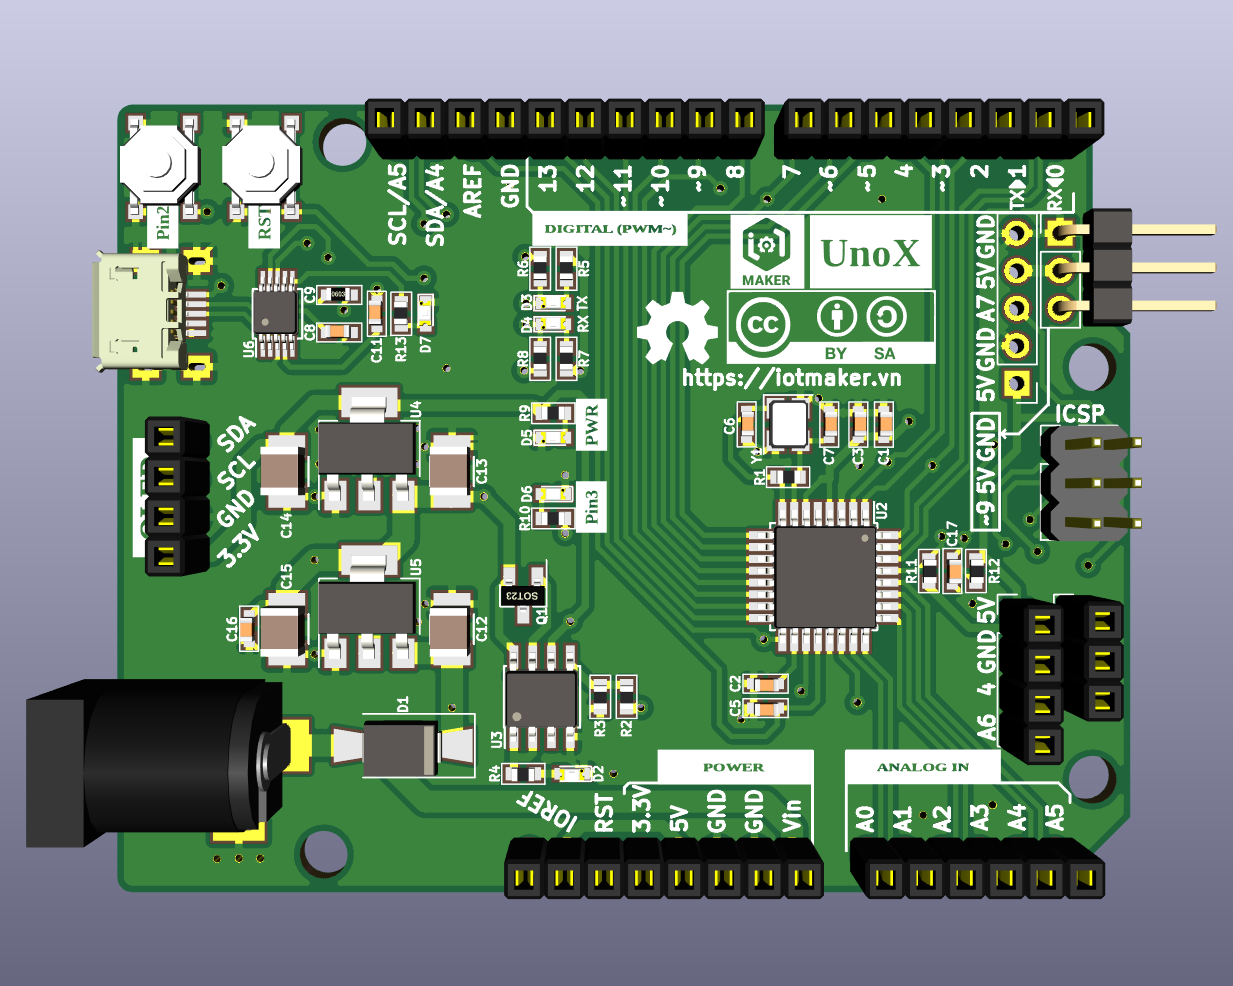 SCL/A5
SDA/A4
AREF
GND
13
12
~11
~10
~9
8
7
~6
~5
4
~3
2
TX▶1
RX◀0
Pin2
RST
DIGITAL (PWM~)
MAKER
UnoX
cc
BY SA
https://iotmaker.vn
GND
5V
A7
GND
5V
ICSP
R6
R5
D3
TX
D4
RX
R8
R7
C9
C8
U6
C11
R13
D7
U4
R9
D5
PWR
C6
Y1
C7
C3
C1
R1
SDA
SCL
GND
3.3V
C14
C13
D6
R10
Pin3
~9 5V GND
U2
C17
R11
R12
C15
U5
C16
C12
SOT23
Q1
5V
GND
4
A6
C2
C5
D1
U3
R3
R2
R4
D2
POWER
ANALOG IN
IOREF
RST
3.3V
5V
GND
GND
Vin
A0
A1
A2
A3
A4
A5